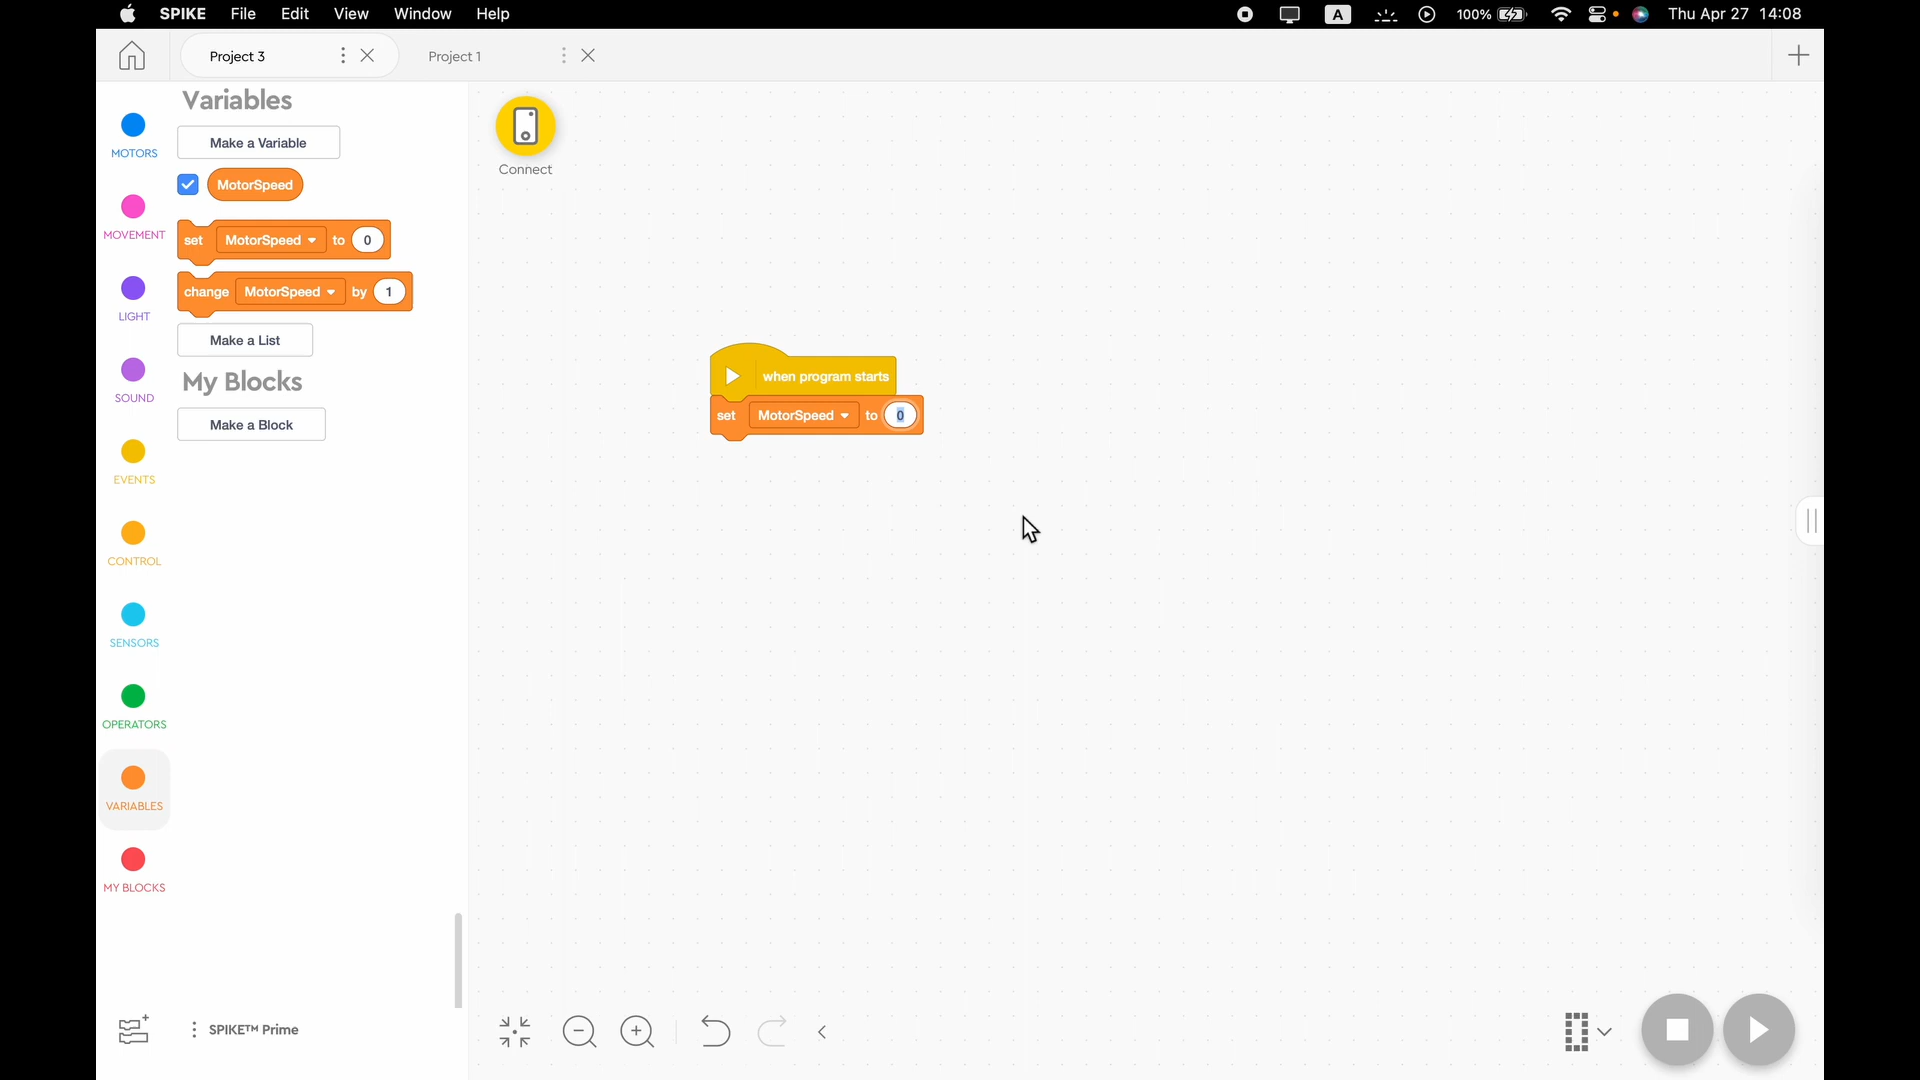 SPIKE File Edit View Window Help A 100% Thu Apr 27 14:08
Project 3 Project 1
Variables
Make a Variable
MotorSpeed
set MotorSpeed to 0
change MotorSpeed by 1
Make a List
My Blocks
Make a Block
MOTORS
MOVEMENT
LIGHT
SOUND
EVENTS
CONTROL
SENSORS
OPERATORS
VARIABLES
MY BLOCKS
SPIKE™ Prime
Connect
when program starts
set MotorSpeed to 0